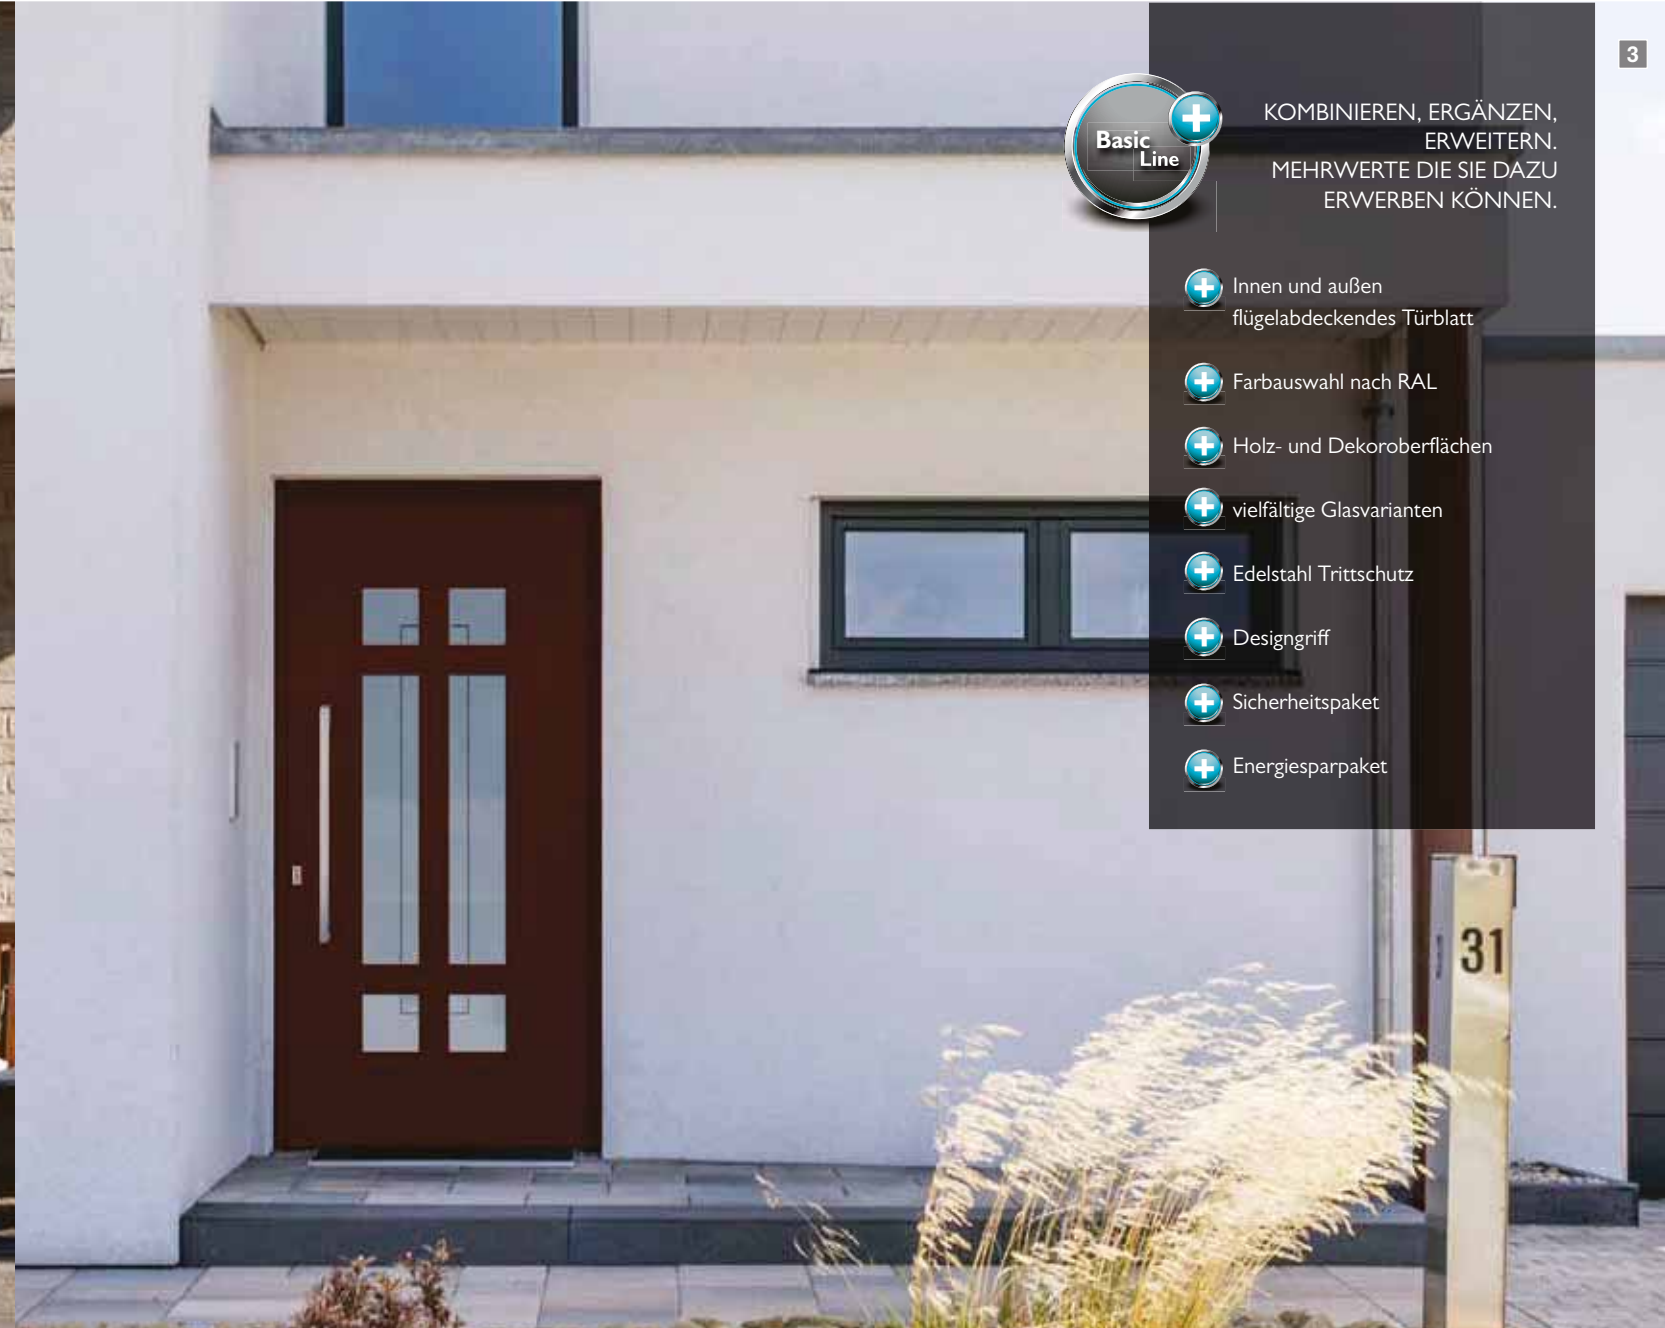 3
Basic
Line
KOMBINIEREN, ERGÄNZEN,
ERWEITERN.
MEHRWERTE DIE SIE DAZU
ERWERBEN KÖNNEN.
Innen und außen
flügelabdeckendes Türblatt
Farbauswahl nach RAL
Holz- und Dekoroberflächen
vielfältige Glasvarianten
Edelstahl Trittschutz
Designgriff
Sicherheitspaket
Energiesparpaket
31